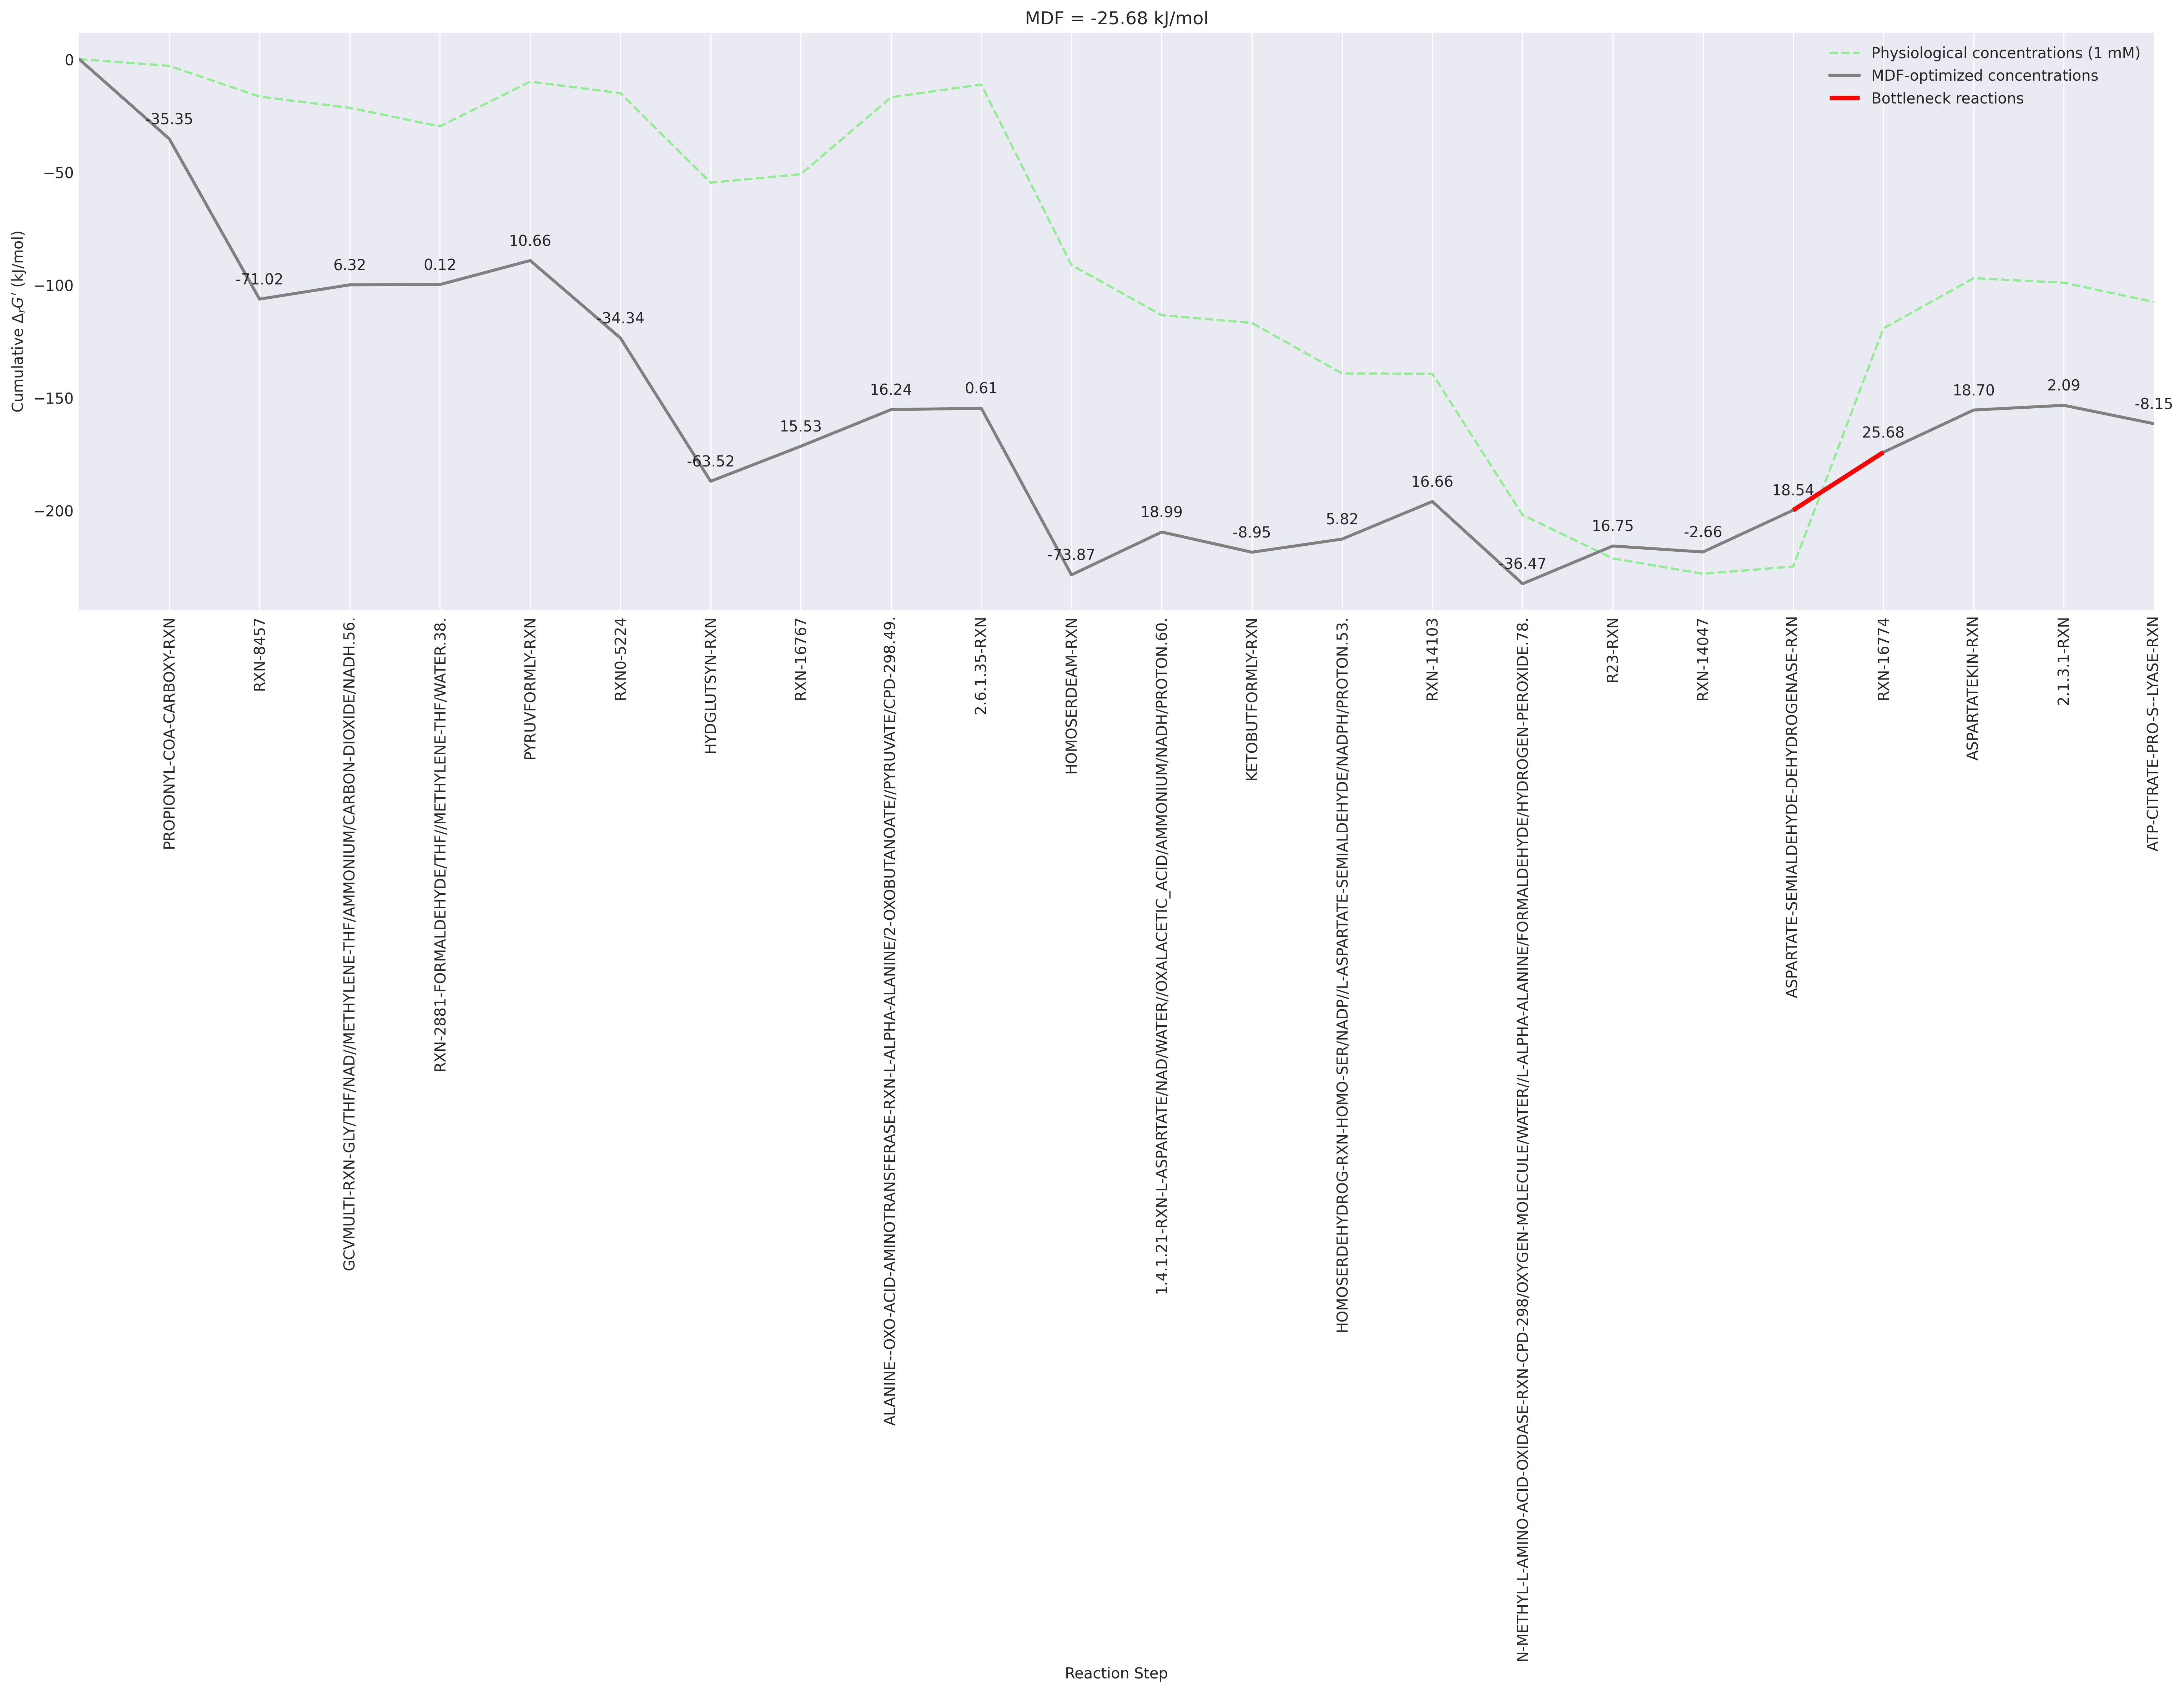 MDF = -25.68 kJ/mol
Physiological concentrations (1 mM)
MDF-optimized concentrations
Bottleneck reactions
Cumulative ΔrG′ (kJ/mol)
0
−50
−100
−150
−200
-35.35
-71.02
6.32
0.12
10.66
-34.34
-63.52
15.53
16.24
0.61
-73.87
18.99
-8.95
5.82
16.66
-36.47
16.75
-2.66
18.54
25.68
18.70
2.09
-8.15
PROPIONYL-COA-CARBOXY-RXN
RXN-8457
GCVMULTI-RXN-GLY/THF/NAD//METHYLENE-THF/AMMONIUM/CARBON-DIOXIDE/NADH.56.
RXN-2881-FORMALDEHYDE/THF//METHYLENE-THF/WATER.38.
PYRUVFORMLY-RXN
RXN0-5224
HYDGLUTSYN-RXN
RXN-16767
ALANINE--OXO-ACID-AMINOTRANSFERASE-RXN-L-ALPHA-ALANINE/2-OXOBUTANOATE//PYRUVATE/CPD-298.49.
2.6.1.35-RXN
HOMOSERDEAM-RXN
1.4.1.21-RXN-L-ASPARTATE/NAD/WATER//OXALACETIC_ACID/AMMONIUM/NADH/PROTON.60.
KETOBUTFORMLY-RXN
HOMOSERDEHYDROG-RXN-HOMO-SER/NADP//L-ASPARTATE-SEMIALDEHYDE/NADPH/PROTON.53.
RXN-14103
N-METHYL-L-AMINO-ACID-OXIDASE-RXN-CPD-298/OXYGEN-MOLECULE/WATER//L-ALPHA-ALANINE/FORMALDEHYDE/HYDROGEN-PEROXIDE.78.
R23-RXN
RXN-14047
ASPARTATE-SEMIALDEHYDE-DEHYDROGENASE-RXN
RXN-16774
ASPARTATEKIN-RXN
2.1.3.1-RXN
ATP-CITRATE-PRO-S--LYASE-RXN
Reaction Step